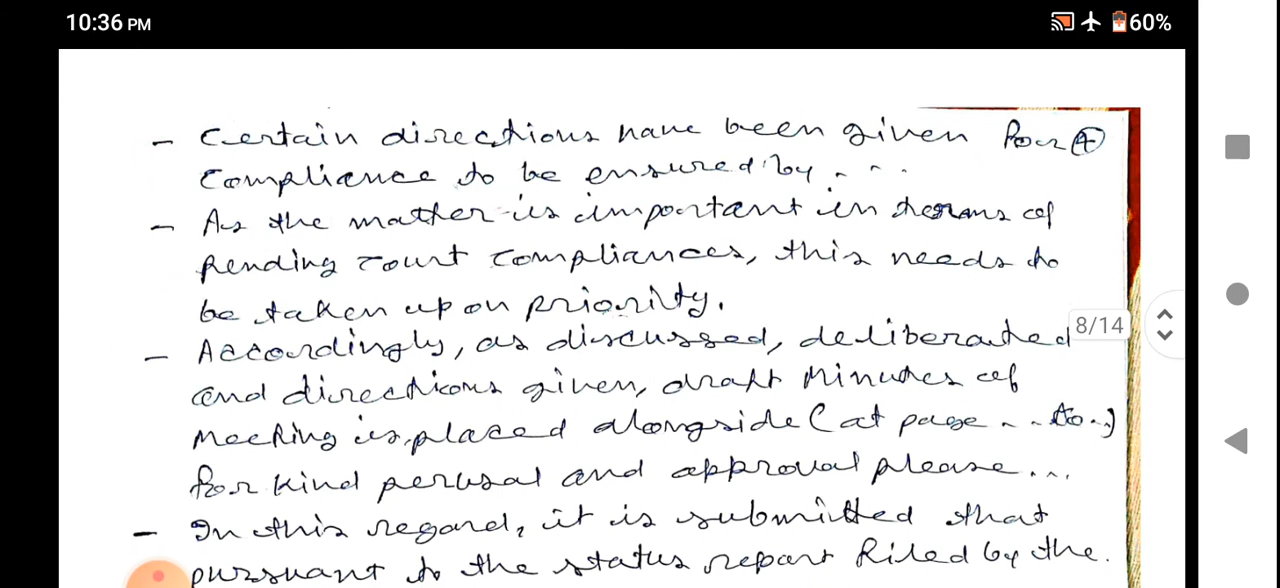 10:36 PM
60%
- Certain directions have been given for
Compliance to be ensured by . . .
- As the matter is important in terms of
pending court compliances, this needs to
be taken up on priority.
8/14
- Accordingly, as discussed, deliberated
and directions given, draft Minutes of
Meeting is placed alongside (at page . . to . .)
for kind perusal and approval please . . .
- In this regard, it is submitted that
pursuant to the status report filed by the.